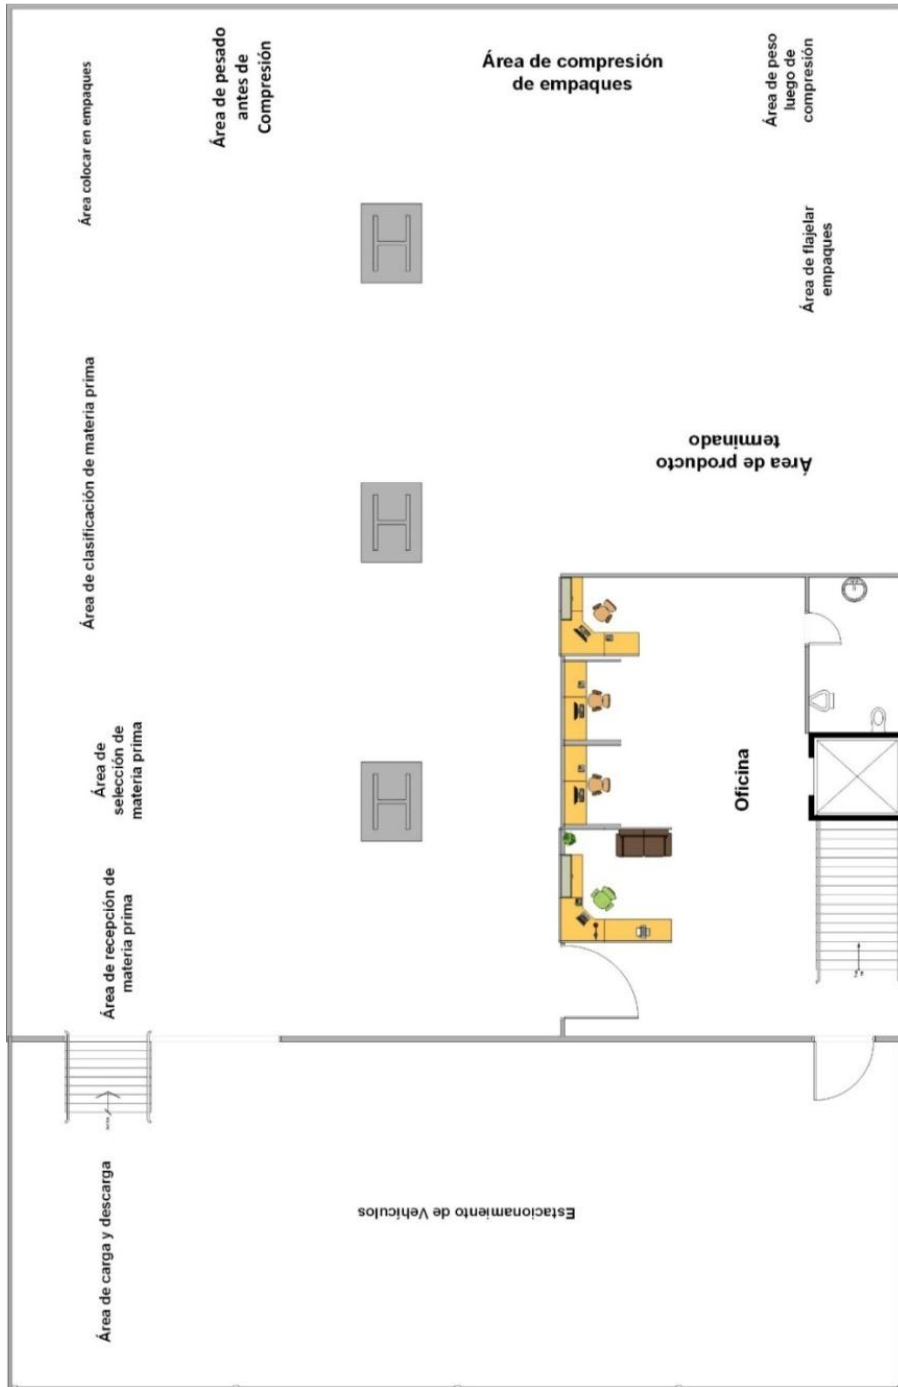 Área colocar en empaques
Área de pesado
antes de
Compresión
Área de compresión
de empaques
Área de peso
luego de
compresión
Área de flajelar
empaques
Área de clasificación de materia prima
Área de producto
terminado
Área de
selección de
materia prima
Oficina
Área de recepción de
materia prima
Área de carga y descarga
Estacionamiento de Vehículos